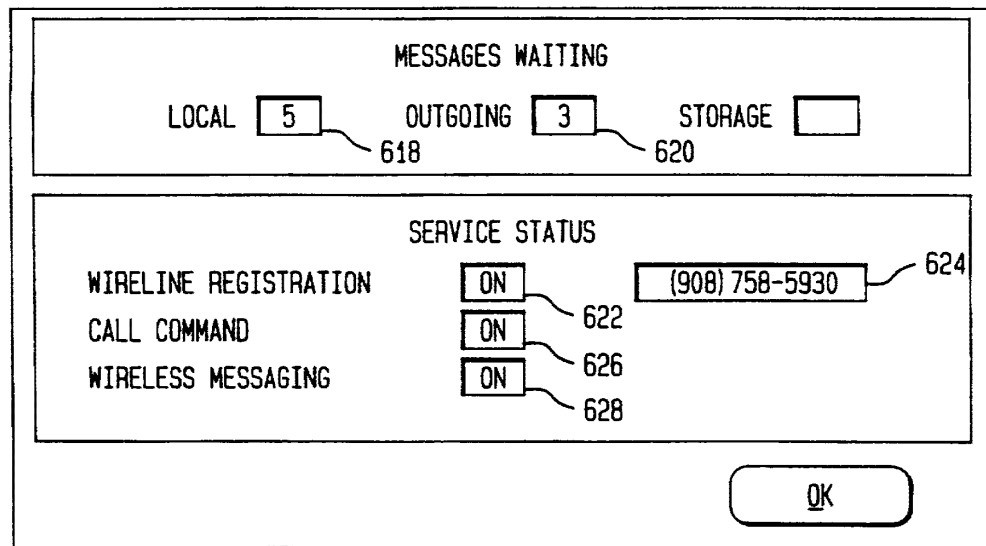 MESSAGES WAITING
LOCAL 5 OUTGOING 3 STORAGE
618 620
SERVICE STATUS
WIRELINE REGISTRATION ON (908) 758-5930 624
622
CALL COMMAND ON
626
WIRELESS MESSAGING ON
628
OK